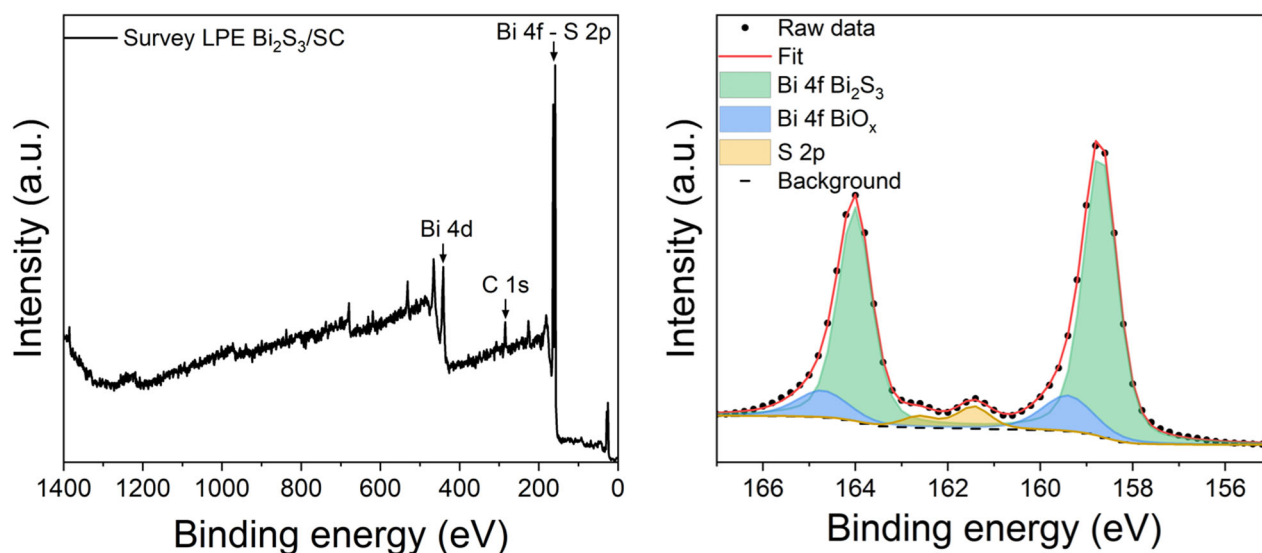 Survey LPE Bi₂S₃/SC
Bi 4f - S 2p
Bi 4d
C 1s
Intensity (a.u.)
1400 1200 1000 800 600 400 200 0
Binding energy (eV)
Raw data
Fit
Bi 4f Bi₂S₃
Bi 4f BiOₓ
S 2p
Background
Intensity (a.u.)
166 164 162 160 158 156
Binding energy (eV)